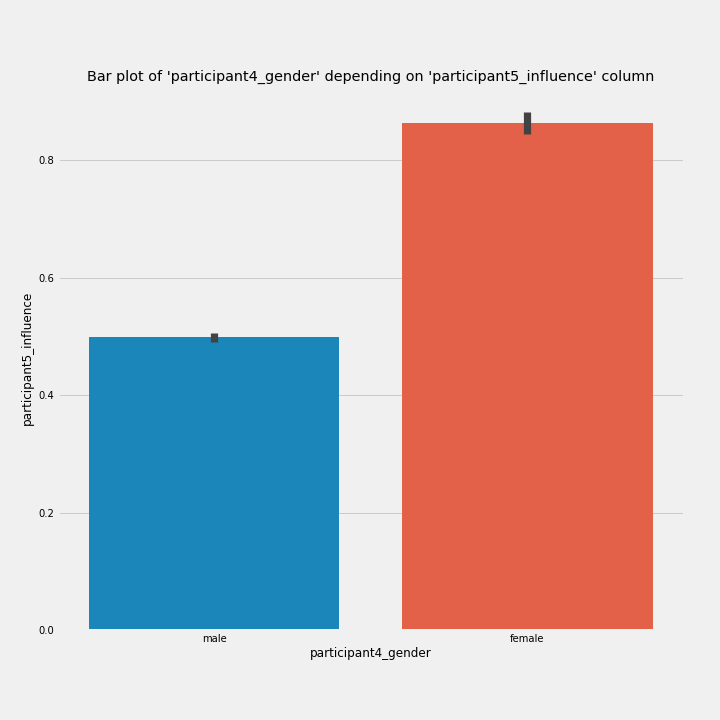 Bar plot of 'participant4_gender' depending on 'participant5_influence' column
participant5_influence
0.8
0.6
0.4
0.2
0.0
male
female
participant4_gender